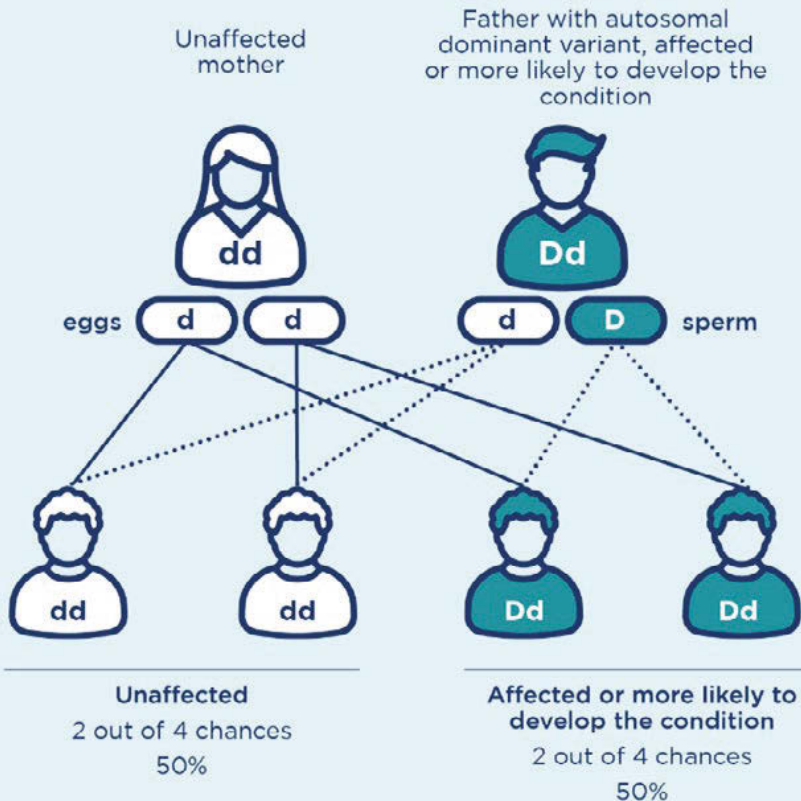 Unaffected
mother
Father with autosomal
dominant variant, affected
or more likely to develop the
condition
dd
Dd
eggs d d
d D sperm
dd
dd
Dd
Dd
Unaffected
2 out of 4 chances
50%
Affected or more likely to
develop the condition
2 out of 4 chances
50%